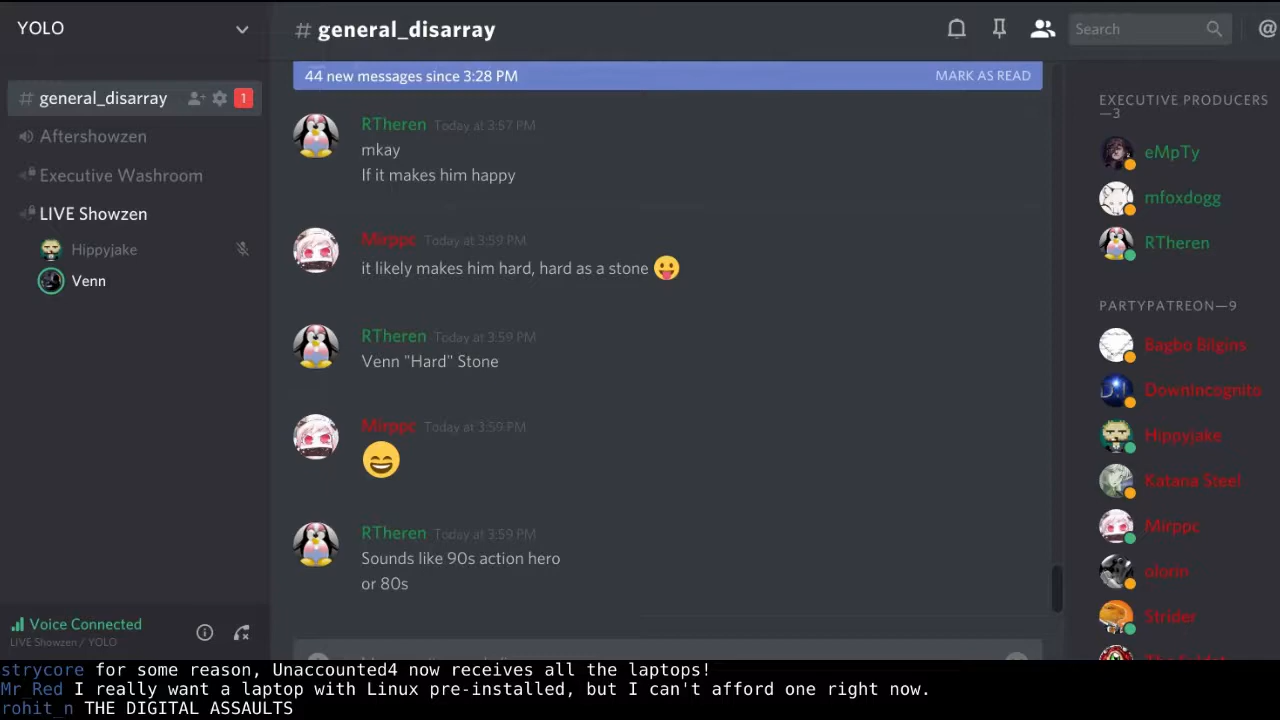 YOLO
# general_disarray
Search
@
44 new messages since 3:28 PM
MARK AS READ
# general_disarray
1
Aftershowzen
Executive Washroom
LIVE Showzen
Hippyjake
Venn
RTheren Today at 3:57 PM
mkay
If it makes him happy
Mirppc Today at 3:59 PM
it likely makes him hard, hard as a stone 😛
RTheren Today at 3:59 PM
Venn "Hard" Stone
Mirppc Today at 3:59 PM
😄
RTheren Today at 3:59 PM
Sounds like 90s action hero
or 80s
EXECUTIVE PRODUCERS
—3
eMpTy
mfoxdogg
RTheren
PARTYPATREON—9
Bagbo Bilgins
DownIncognito
Hippyjake
Katana Steel
Mirppc
olorin
Strider
Voice Connected
LIVE Showzen / YOLO
strycore for some reason, Unaccounted4 now receives all the laptops!
Mr_Red I really want a laptop with Linux pre-installed, but I can't afford one right now.
rohit_n THE DIGITAL ASSAULTS